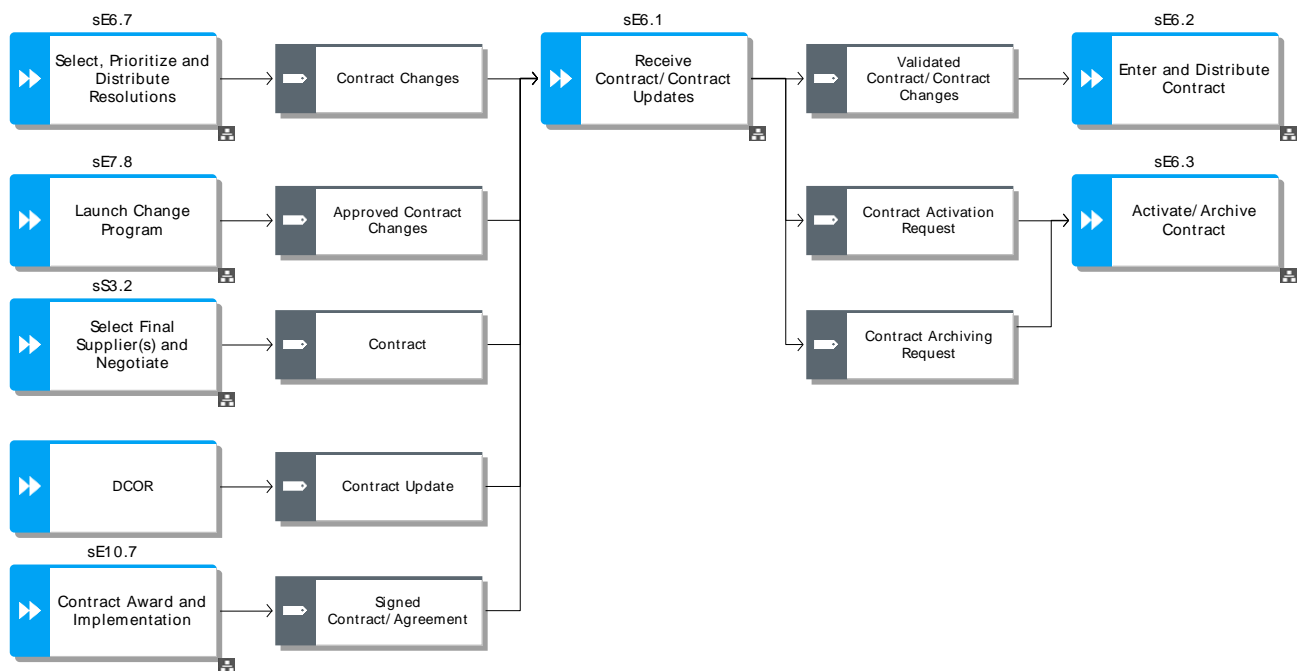 sE6.7
Select, Prioritize and
Distribute
Resolutions
Contract Changes
sE6.1
Receive
Contract/ Contract
Updates
Validated
Contract/ Contract
Changes
sE6.2
Enter and Distribute
Contract
sE7.8
Launch Change
Program
Approved Contract
Changes
Contract Activation
Request
sE6.3
Activate/ Archive
Contract
sS3.2
Select Final
Supplier(s) and
Negotiate
Contract
Contract Archiving
Request
DCOR
Contract Update
sE10.7
Contract Award and
Implementation
Signed
Contract/ Agreement